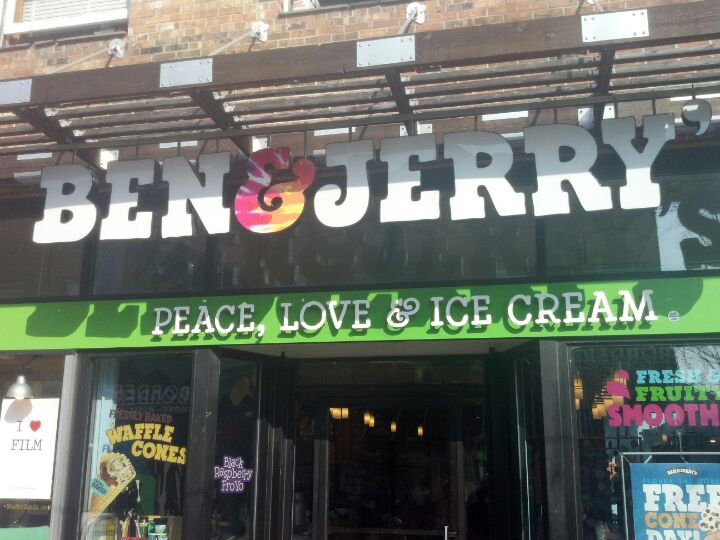 BEN & JERRY'S
PEACE, LOVE & ICE CREAM
I ♥
FILM
FRESHLY BAKED
WAFFLE
CONES
Black
Raspberry
FroYo
FRESH &
FRUITY
SMOOTH
BEN&JERRY'S
FREE
CONE
DAY!